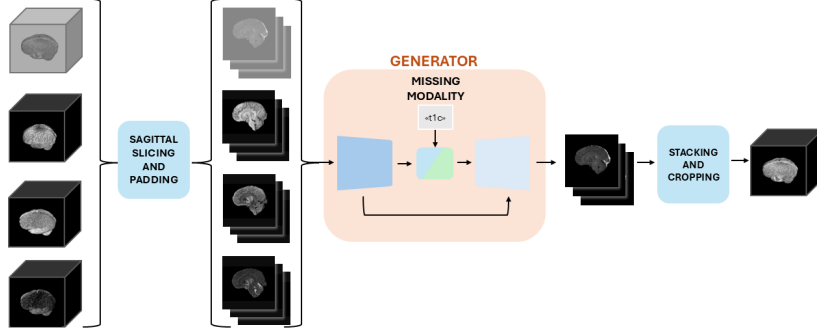 GENERATOR
MISSING
MODALITY
«t1c»
SAGITTAL
SLICING
AND
PADDING
STACKING
AND
CROPPING